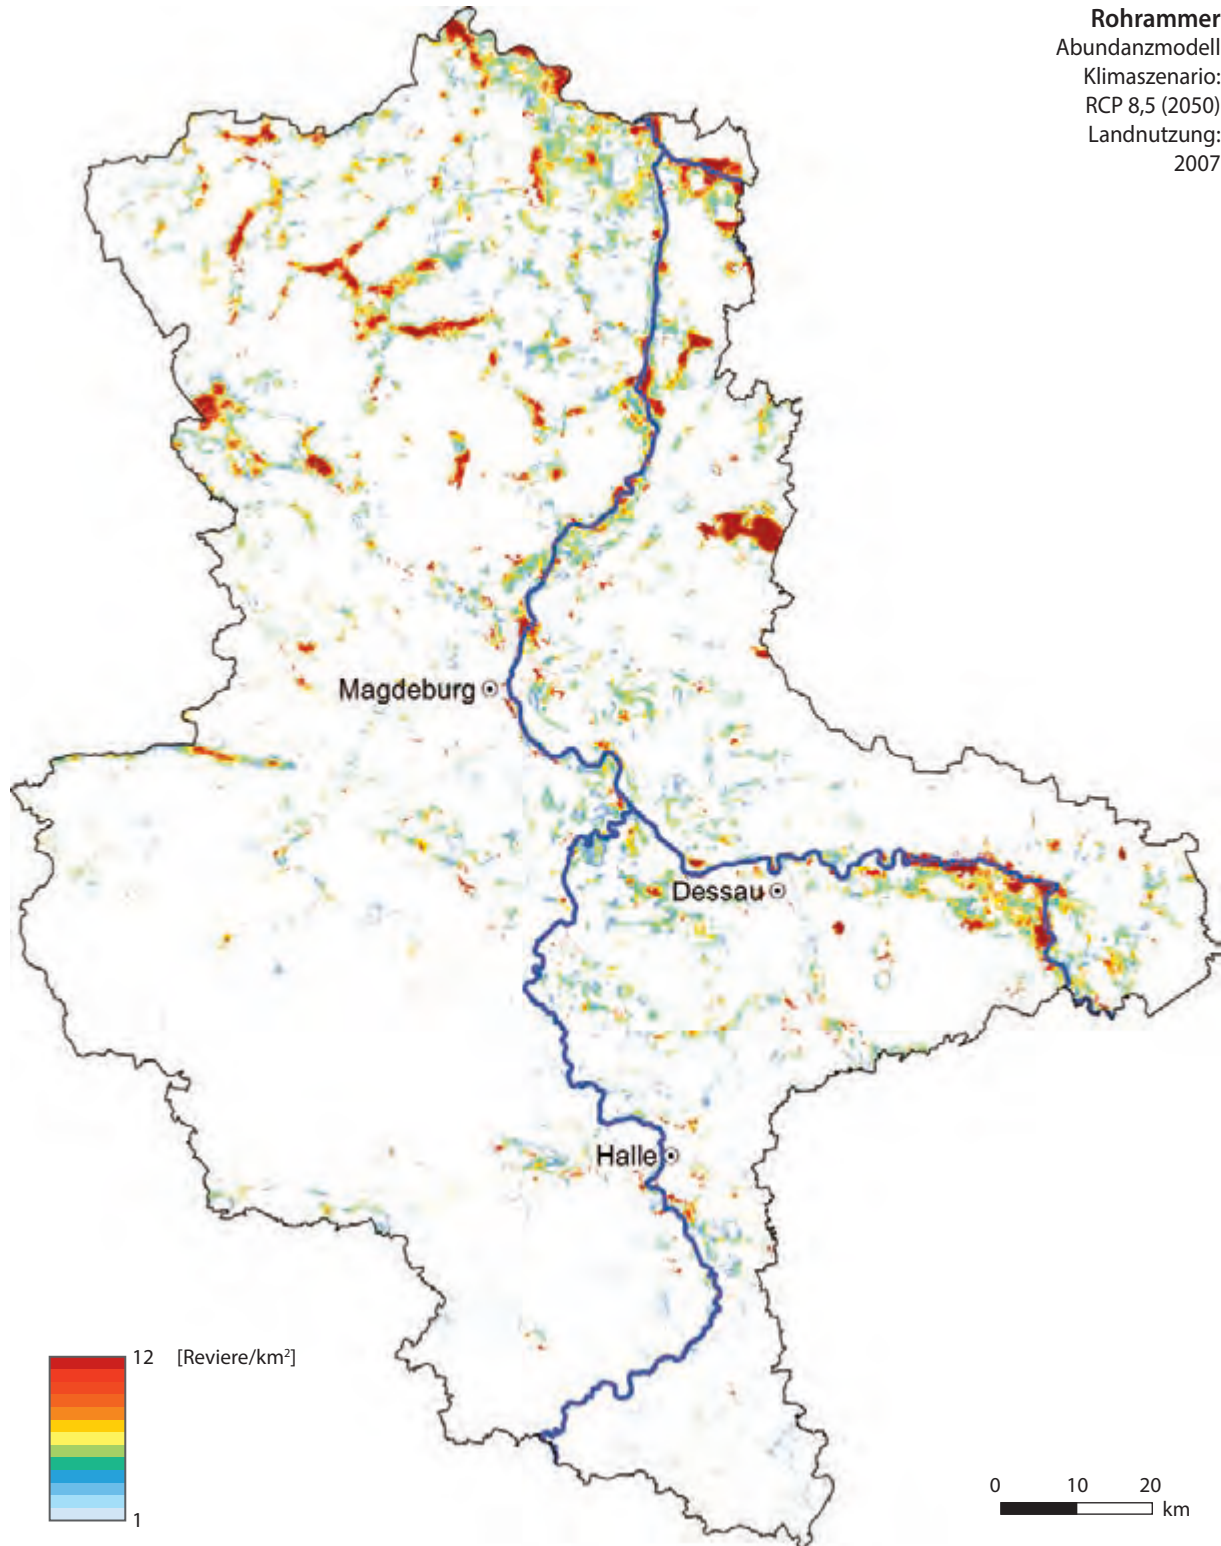 Rohrammer
Abundanzmodell
Klimaszenario:
RCP 8,5 (2050)
Landnutzung:
2007
Magdeburg
Dessau
Halle
12 [Reviere/km²]
1
0 10 20
km